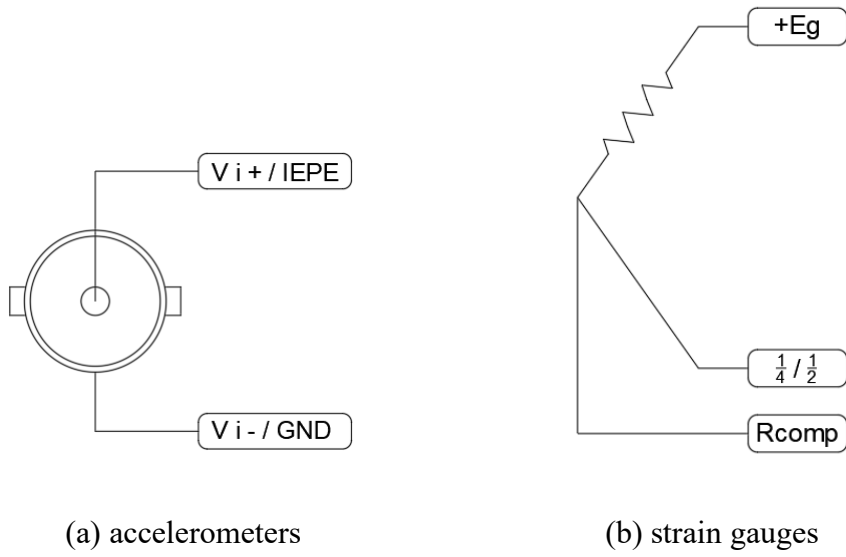 +Eg
V i + / IEPE
1/4 / 1/2
V i - / GND
Rcomp
(a) accelerometers
(b) strain gauges